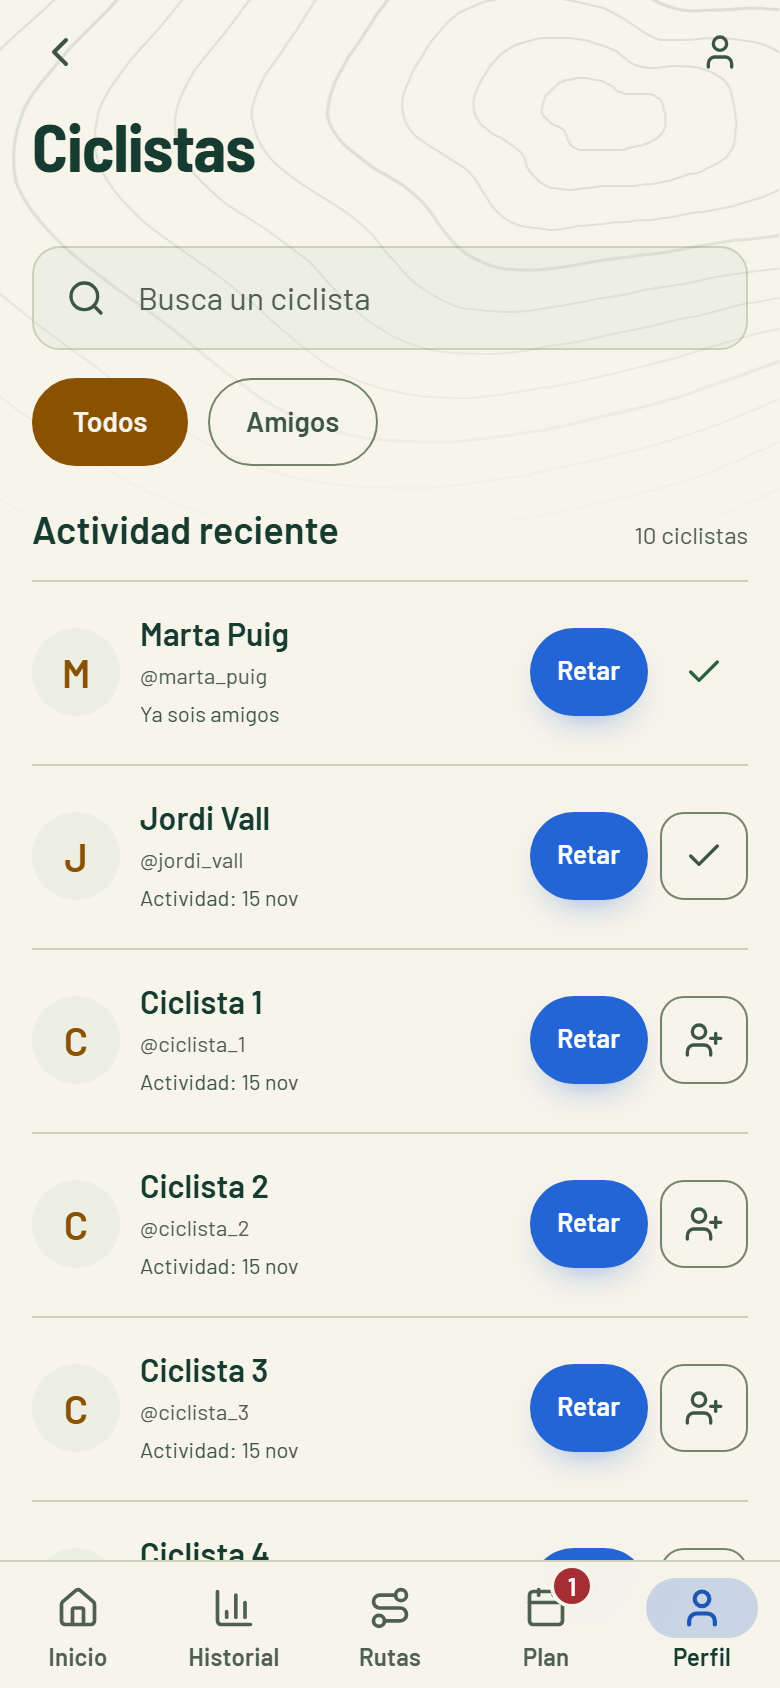 Ciclistas
Busca un ciclista
Todos
Amigos
Actividad reciente
10 ciclistas
M
Marta Puig
@marta_puig
Ya sois amigos
Retar
J
Jordi Vall
@jordi_vall
Actividad: 15 nov
Retar
C
Ciclista 1
@ciclista_1
Actividad: 15 nov
Retar
C
Ciclista 2
@ciclista_2
Actividad: 15 nov
Retar
C
Ciclista 3
@ciclista_3
Actividad: 15 nov
Retar
Ciclista 4
1
Inicio
Historial
Rutas
Plan
Perfil